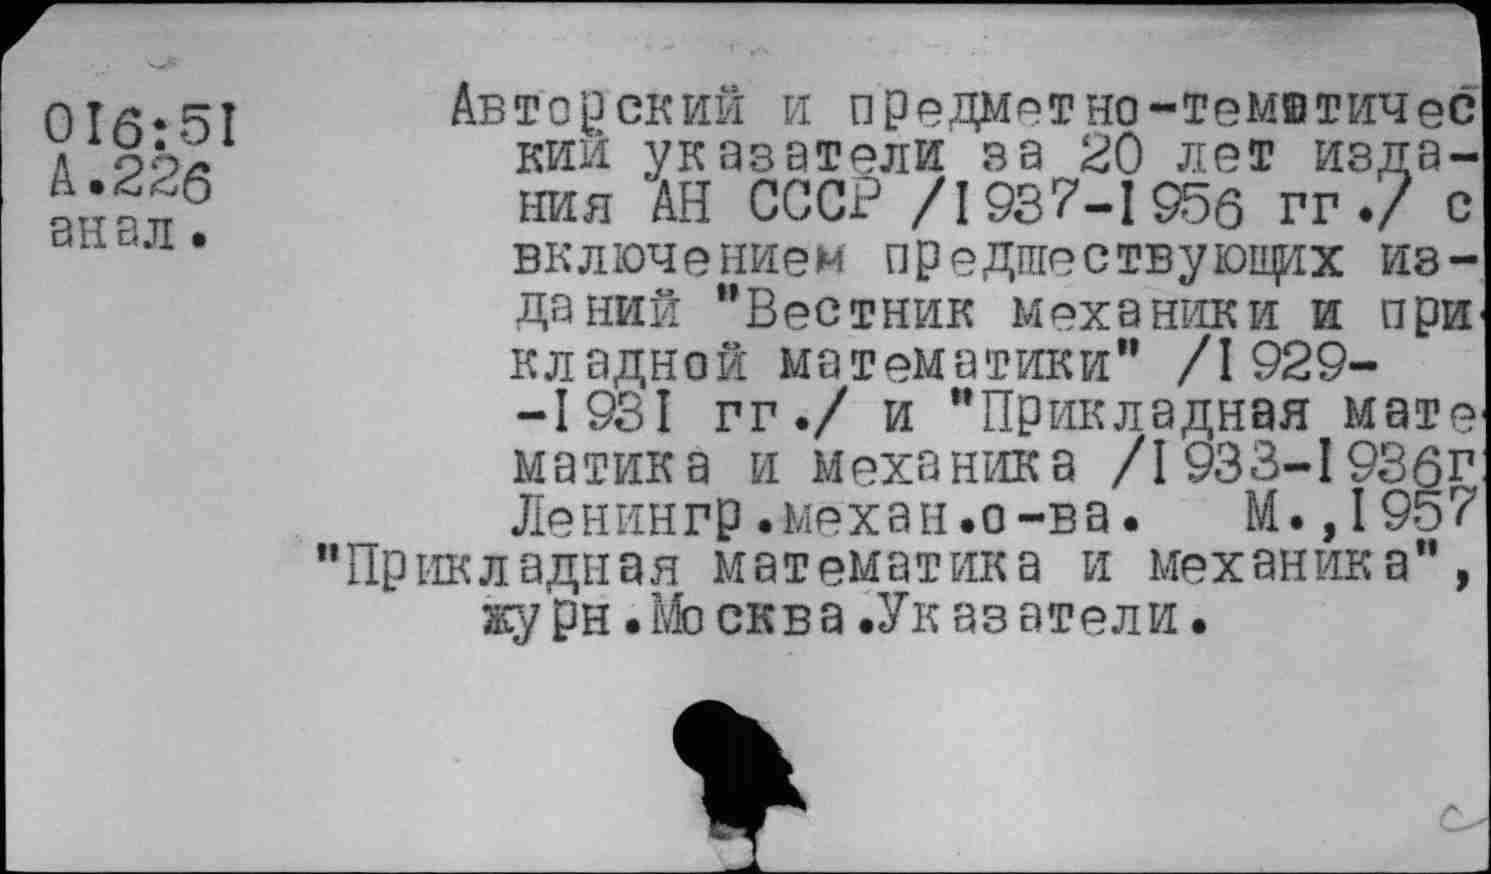 016:51
А.226
анал.
Авторский и предметно-тематичес
кий указатели за 20 лет изда-
ния АН СССР /1937-1956 гг./ с
включением предшествующих из-
даний "Вестник механики и при-
кладной математики" /1929-
-1931 гг./ и "Прикладная мате-
матика и механика /1933-1936г
Ленингр.механ.о-ва. М.,1957
"Прикладная математика и механика",
журн.Москва.Указатели.